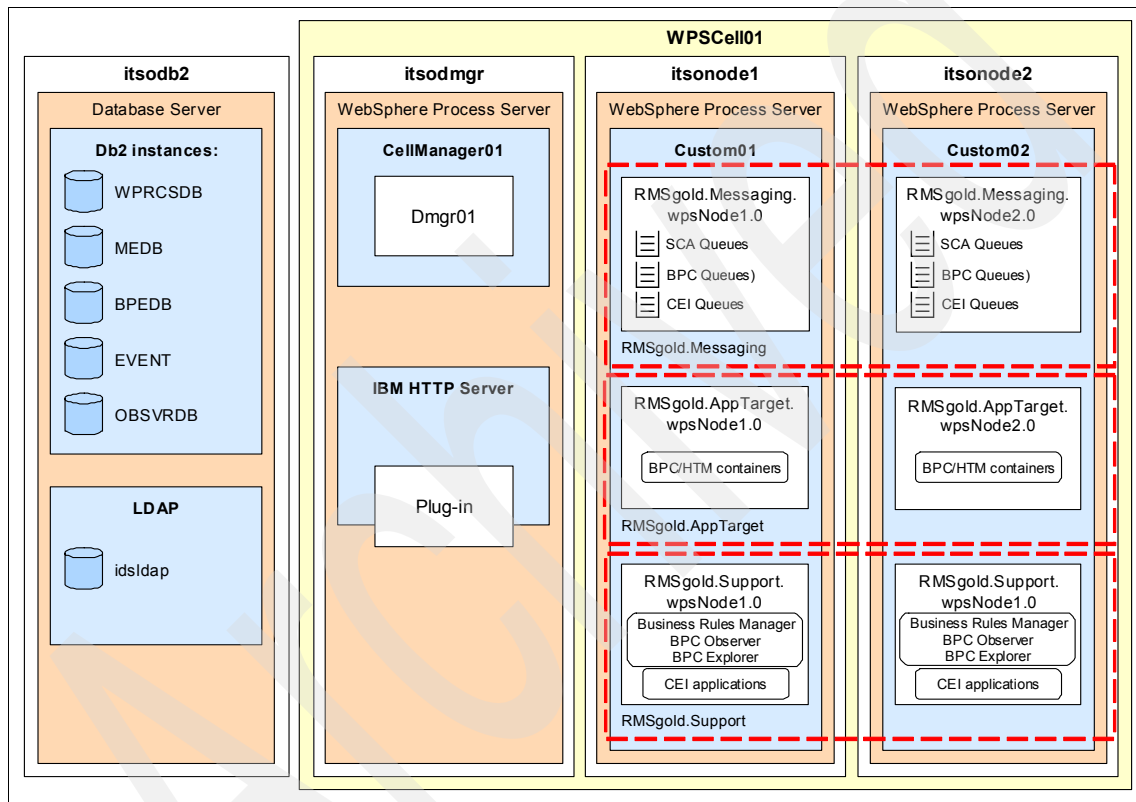 WPSCell01
itsodb2
Database Server
Db2 instances:
WPRCSDB
MEDB
BPEDB
EVENT
OBSVRDB
LDAP
idsldap
itsodmgr
WebSphere Process Server
CellManager01
Dmgr01
IBM HTTP Server
Plug-in
itsonode1
WebSphere Process Server
Custom01
RMSgold.Messaging.
wpsNode1.0
SCA Queues
BPC Queues)
CEI Queues
RMSgold.Messaging
RMSgold.AppTarget.
wpsNode1.0
BPC/HTM containers
RMSgold.AppTarget
RMSgold.Support.
wpsNode1.0
Business Rules Manager
BPC Observer
BPC Explorer
CEI applications
RMSgold.Support
itsonode2
WebSphere Process Server
Custom02
RMSgold.Messaging.
wpsNode2.0
SCA Queues
BPC Queues)
CEI Queues
RMSgold.AppTarget.
wpsNode2.0
BPC/HTM containers
RMSgold.Support.
wpsNode1.0
Business Rules Manager
BPC Observer
BPC Explorer
CEI applications
Archived